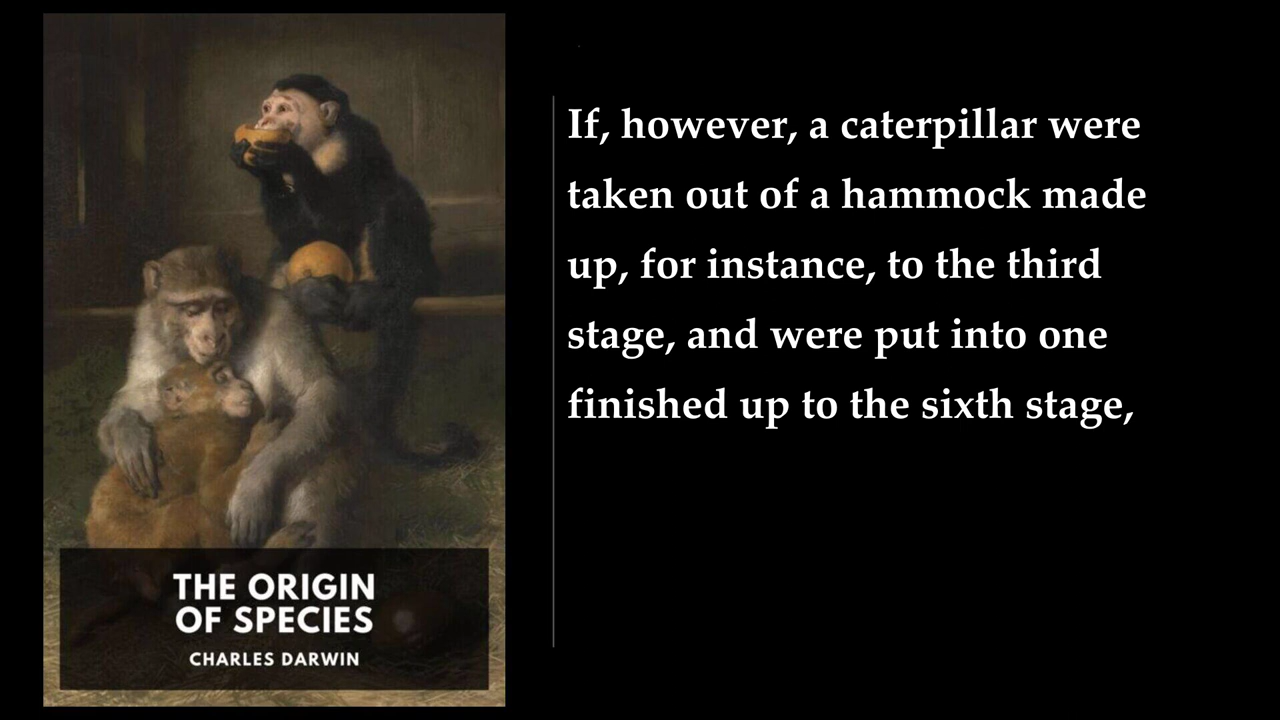 If, however, a caterpillar were
taken out of a hammock made
up, for instance, to the third
stage, and were put into one
finished up to the sixth stage,
THE ORIGIN
OF SPECIES
CHARLES DARWIN